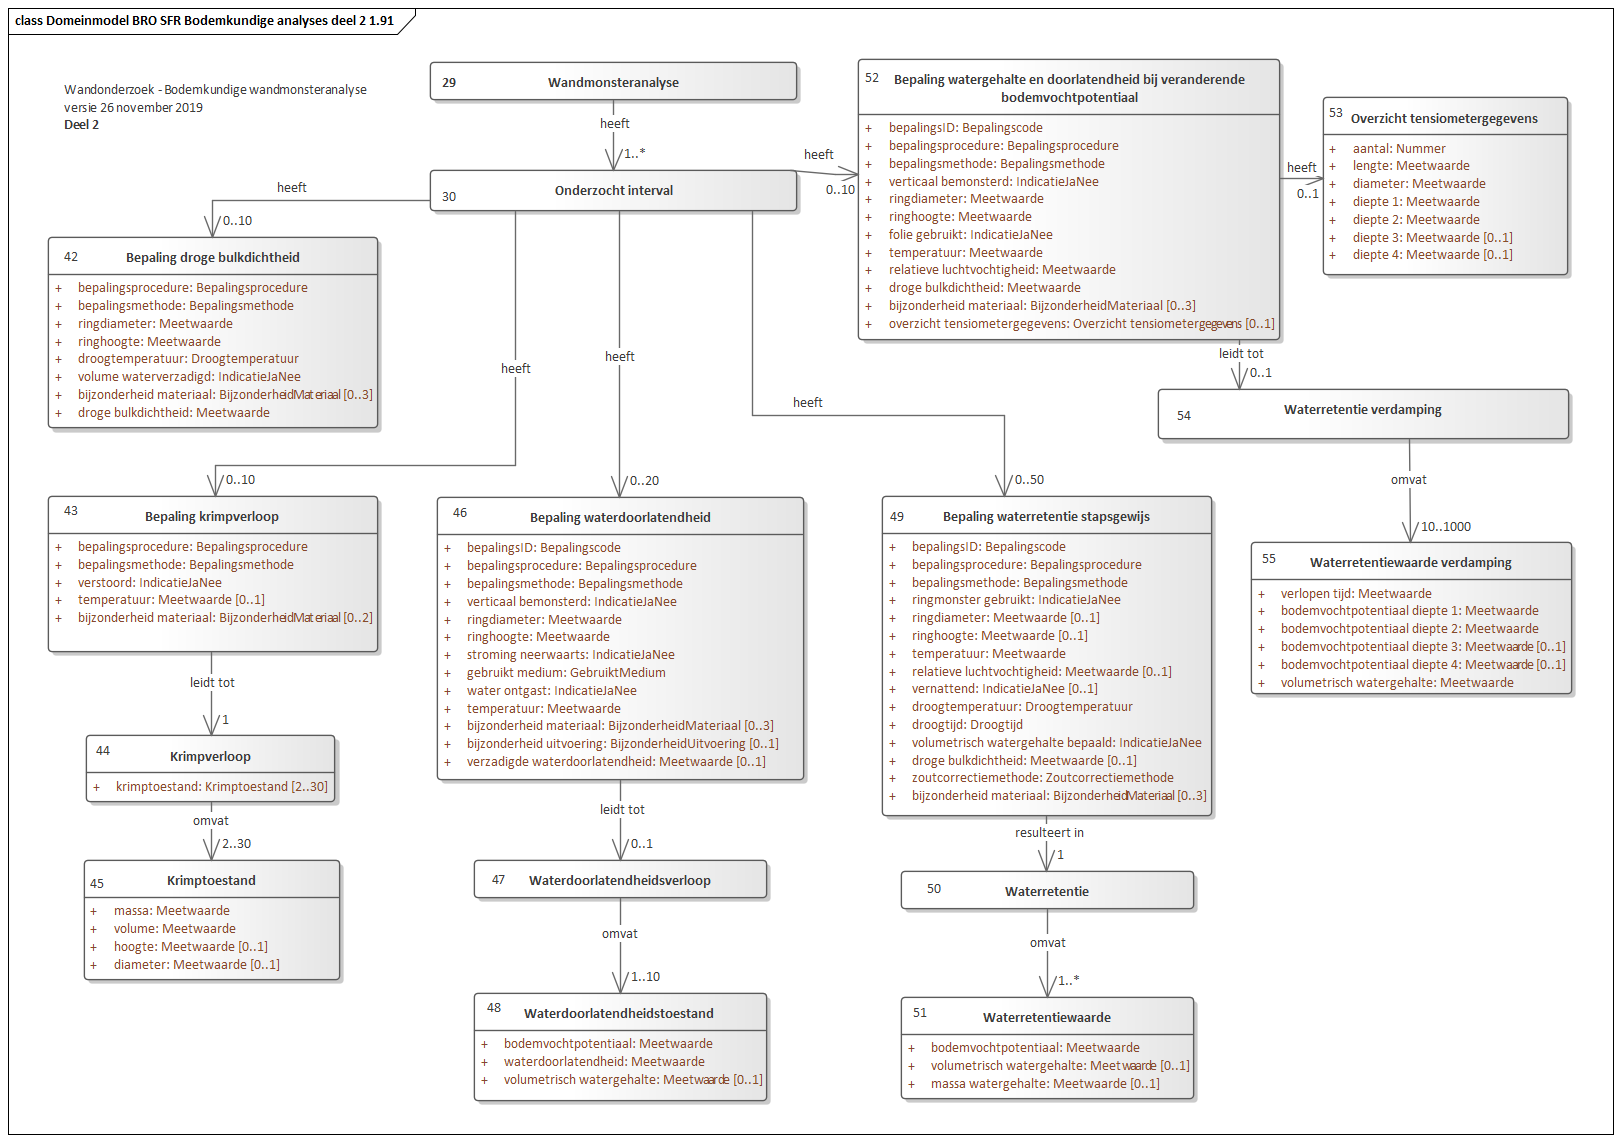 class Domeinmodel BRO SFR Bodemkundige analyses deel 2 1.91
Wandonderzoek - Bodemkundige wandmonsteranalyse
versie 26 november 2019
Deel 2
29 Wandmonsteranalyse
heeft
1..*
30 Onderzocht interval
heeft
0..10
heeft
0..10
heeft
0..10
heeft
0..20
heeft
0..50
52 Bepaling watergehalte en doorlatendheid bij veranderende
bodemvochtpotentiaal
+ bepalingsID: Bepalingscode
+ bepalingsprocedure: Bepalingsprocedure
+ bepalingsmethode: Bepalingsmethode
+ verticaal bemonsterd: IndicatieJaNee
+ ringdiameter: Meetwaarde
+ ringhoogte: Meetwaarde
+ folie gebruikt: IndicatieJaNee
+ temperatuur: Meetwaarde
+ relatieve luchtvochtigheid: Meetwaarde
+ droge bulkdichtheid: Meetwaarde
+ bijzonderheid materiaal: BijzonderheidMateriaal [0..3]
+ overzicht tensiometergegevens: Overzicht tensiometergegevens [0..1]
heeft
0..1
53 Overzicht tensiometergegevens
+ aantal: Nummer
+ lengte: Meetwaarde
+ diameter: Meetwaarde
+ diepte 1: Meetwaarde
+ diepte 2: Meetwaarde
+ diepte 3: Meetwaarde [0..1]
+ diepte 4: Meetwaarde [0..1]
leidt tot
0..1
54 Waterretentie verdamping
omvat
10..1000
55 Waterretentiewaarde verdamping
+ verlopen tijd: Meetwaarde
+ bodemvochtpotentiaal diepte 1: Meetwaarde
+ bodemvochtpotentiaal diepte 2: Meetwaarde
+ bodemvochtpotentiaal diepte 3: Meetwaarde [0..1]
+ bodemvochtpotentiaal diepte 4: Meetwaarde [0..1]
+ volumetrisch watergehalte: Meetwaarde
42 Bepaling droge bulkdichtheid
+ bepalingsprocedure: Bepalingsprocedure
+ bepalingsmethode: Bepalingsmethode
+ ringdiameter: Meetwaarde
+ ringhoogte: Meetwaarde
+ droogtemperatuur: Droogtemperatuur
+ volume waterverzadigd: IndicatieJaNee
+ bijzonderheid materiaal: BijzonderheidMateriaal [0..3]
+ droge bulkdichtheid: Meetwaarde
43 Bepaling krimpverloop
+ bepalingsprocedure: Bepalingsprocedure
+ bepalingsmethode: Bepalingsmethode
+ verstoord: IndicatieJaNee
+ temperatuur: Meetwaarde [0..1]
+ bijzonderheid materiaal: BijzonderheidMateriaal [0..2]
leidt tot
1
44 Krimpverloop
+ krimptoestand: Krimptoestand [2..30]
omvat
2..30
45 Krimptoestand
+ massa: Meetwaarde
+ volume: Meetwaarde
+ hoogte: Meetwaarde [0..1]
+ diameter: Meetwaarde [0..1]
46 Bepaling waterdoorlatendheid
+ bepalingsID: Bepalingscode
+ bepalingsprocedure: Bepalingsprocedure
+ bepalingsmethode: Bepalingsmethode
+ verticaal bemonsterd: IndicatieJaNee
+ ringdiameter: Meetwaarde
+ ringhoogte: Meetwaarde
+ stroming neerwaarts: IndicatieJaNee
+ gebruikt medium: GebruiktMedium
+ water ontgast: IndicatieJaNee
+ temperatuur: Meetwaarde
+ bijzonderheid materiaal: BijzonderheidMateriaal [0..3]
+ bijzonderheid uitvoering: BijzonderheidUitvoering [0..1]
+ verzadigde waterdoorlatendheid: Meetwaarde [0..1]
leidt tot
0..1
47 Waterdoorlatendheidsverloop
omvat
1..10
48 Waterdoorlatendheidstoestand
+ bodemvochtpotentiaal: Meetwaarde
+ waterdoorlatendheid: Meetwaarde
+ volumetrisch watergehalte: Meetwaarde [0..1]
49 Bepaling waterretentie stapsgewijs
+ bepalingsID: Bepalingscode
+ bepalingsprocedure: Bepalingsprocedure
+ bepalingsmethode: Bepalingsmethode
+ ringmonster gebruikt: IndicatieJaNee
+ ringdiameter: Meetwaarde [0..1]
+ ringhoogte: Meetwaarde [0..1]
+ temperatuur: Meetwaarde
+ relatieve luchtvochtigheid: Meetwaarde [0..1]
+ vernattend: IndicatieJaNee [0..1]
+ droogtemperatuur: Droogtemperatuur
+ droogtijd: Droogtijd
+ volumetrisch watergehalte bepaald: IndicatieJaNee
+ droge bulkdichtheid: Meetwaarde [0..1]
+ zoutcorrectiemethode: Zoutcorrectiemethode
+ bijzonderheid materiaal: BijzonderheidMateriaal [0..3]
resulteert in
1
50 Waterretentie
omvat
1..*
51 Waterretentiewaarde
+ bodemvochtpotentiaal: Meetwaarde
+ volumetrisch watergehalte: Meetwaarde [0..1]
+ massa watergehalte: Meetwaarde [0..1]